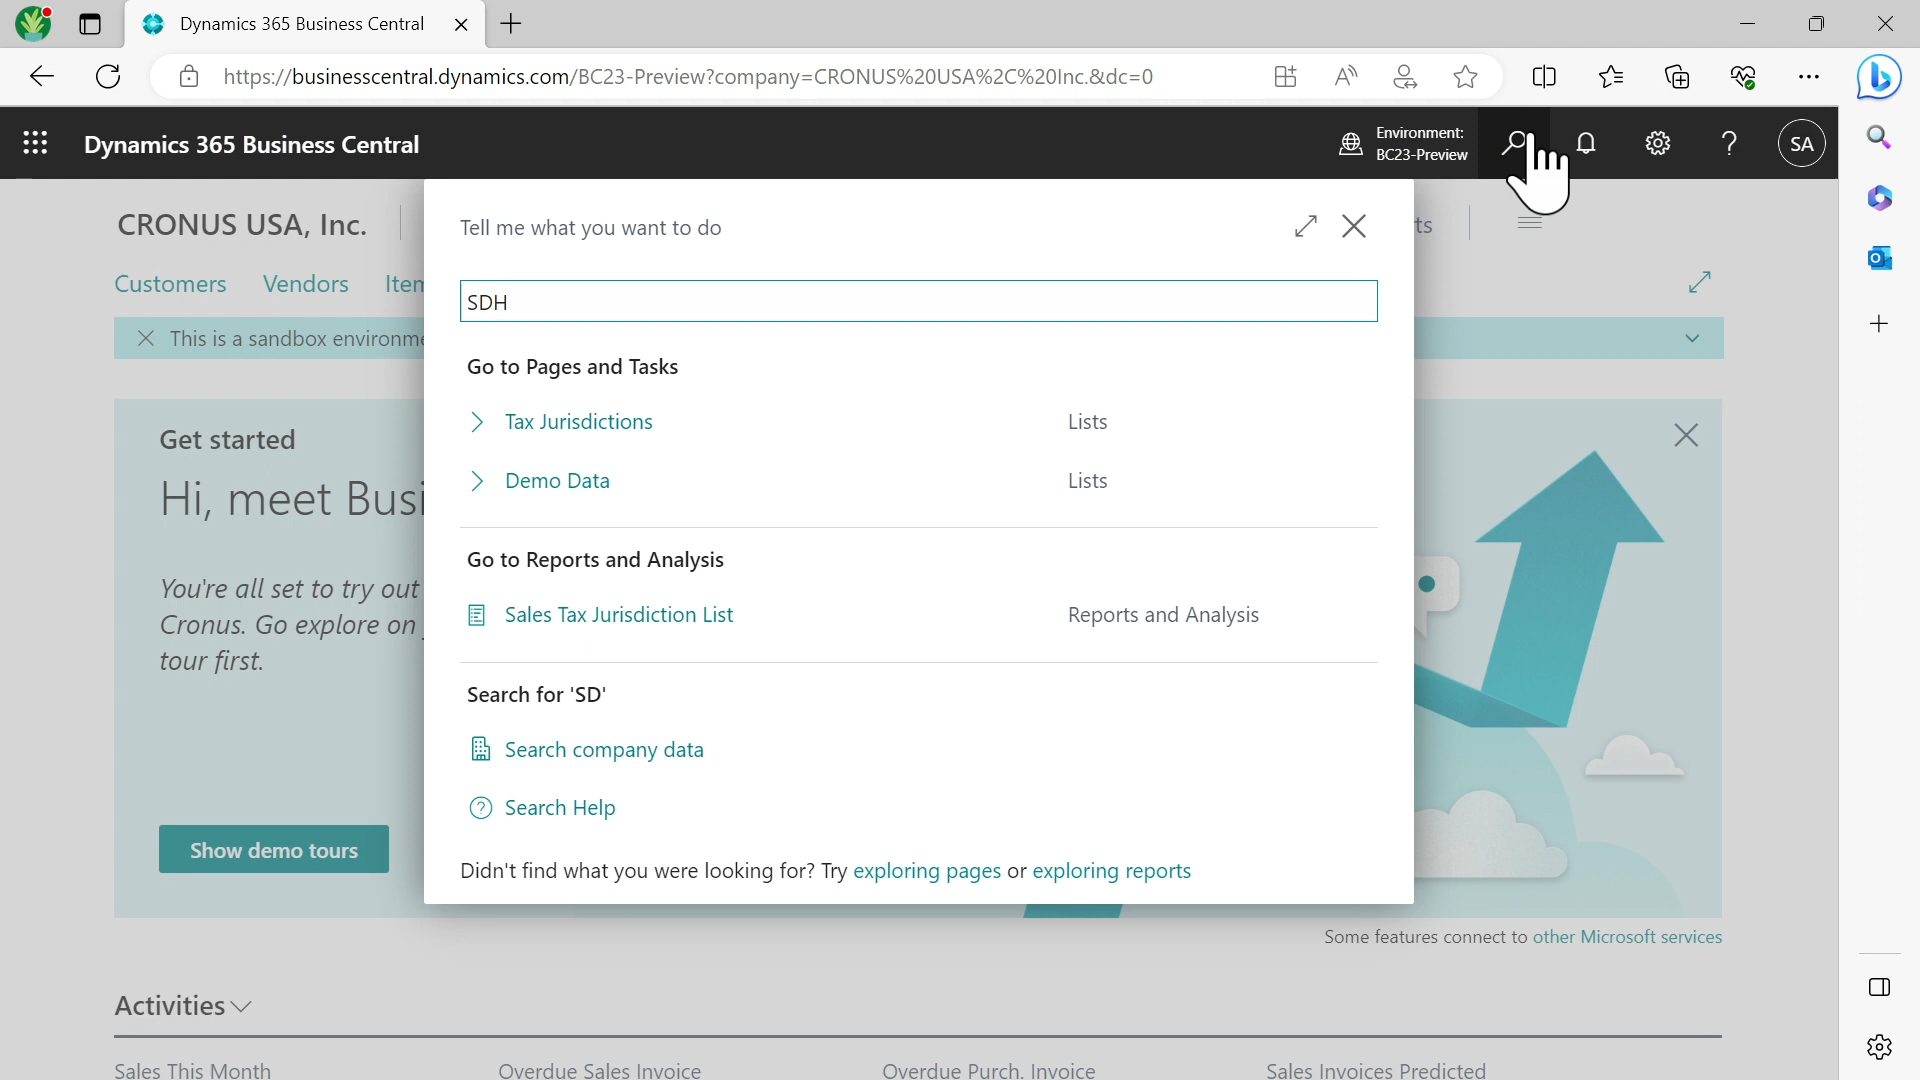 Dynamics 365 Business Central
https://businesscentral.dynamics.com/BC23-Preview?company=CRONUS%20USA%2C%20Inc.&dc=0
Dynamics 365 Business Central
Environment:
BC23-Preview
SA
CRONUS USA, Inc.
Customers Vendors
This is a sandbox
Get started
Hi, meet
You're all set to try out
Cronus. Go explore on
tour first.
Show demo tours
Tell me what you want to do
SDH
Go to Pages and Tasks
Tax Jurisdictions Lists
Demo Data Lists
Go to Reports and Analysis
Sales Tax Jurisdiction List Reports and Analysis
Search for 'SD'
Search company data
Search Help
Didn't find what you were looking for? Try exploring pages or exploring reports
Some features connect to other Microsoft services
Activities
Sales This Month Overdue Sales Invoice Overdue Purch. Invoice Sales Invoices Predicted